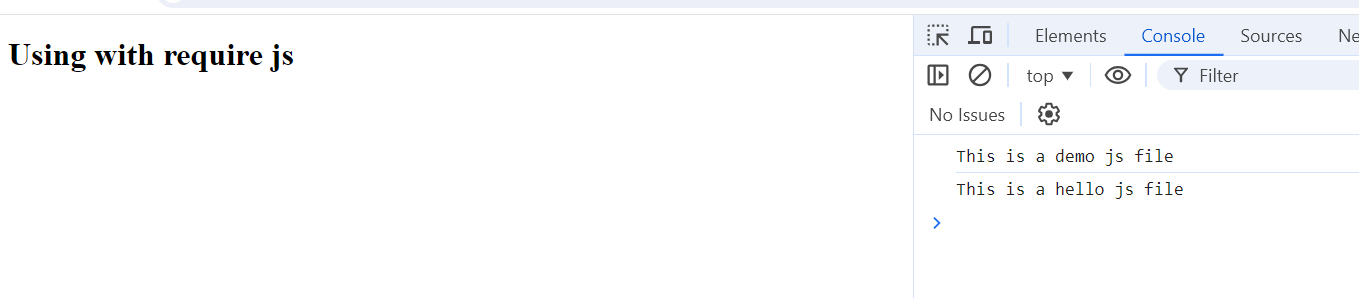 Using with require js
Elements Console Sources Ne
top Filter
No Issues
This is a demo js file
This is a hello js file